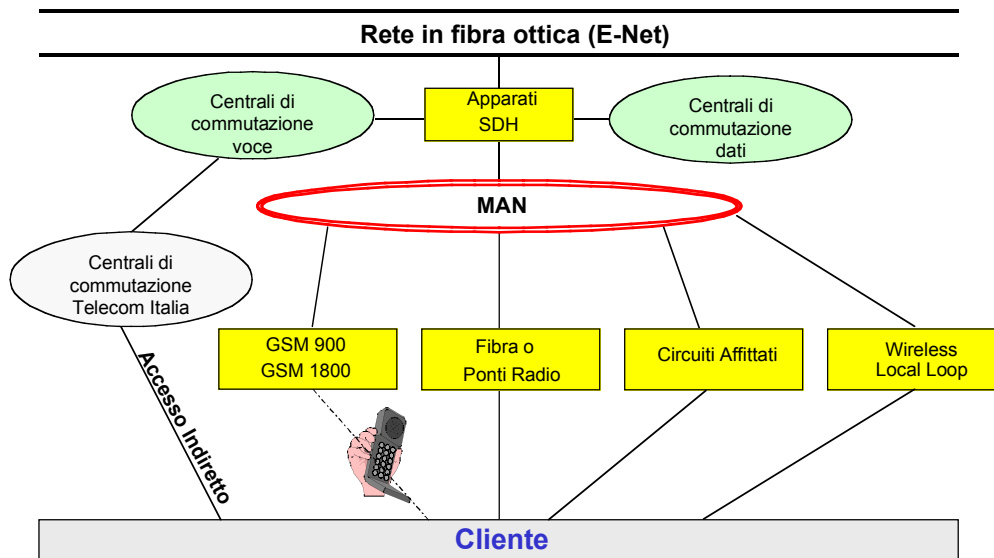 Rete in fibra ottica (E-Net)
Centrali di
commutazione
voce
Apparati
SDH
Centrali di
commutazione
dati
MAN
Centrali di
commutazione
Telecom Italia
GSM 900
GSM 1800
Fibra o
Ponti Radio
Circuiti Affittati
Wireless
Local Loop
Accesso Indiretto
Cliente